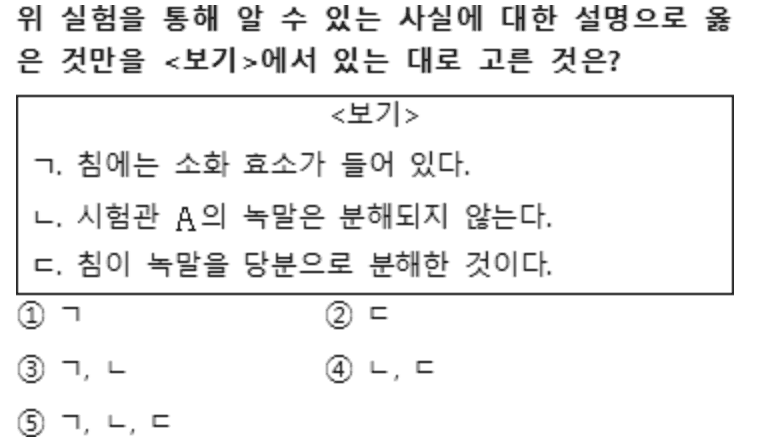 위 실험을 통해 알 수 있는 사실에 대한 설명으로 옳
은 것만을 <보기>에서 있는 대로 고른 것은?
<보기>
ㄱ. 침에는 소화 효소가 들어 있다.
ㄴ. 시험관 A의 녹말은 분해되지 않는다.
ㄷ. 침이 녹말을 당분으로 분해한 것이다.
① ㄱ ② ㄷ
③ ㄱ, ㄴ ④ ㄴ, ㄷ
⑤ ㄱ, ㄴ, ㄷ